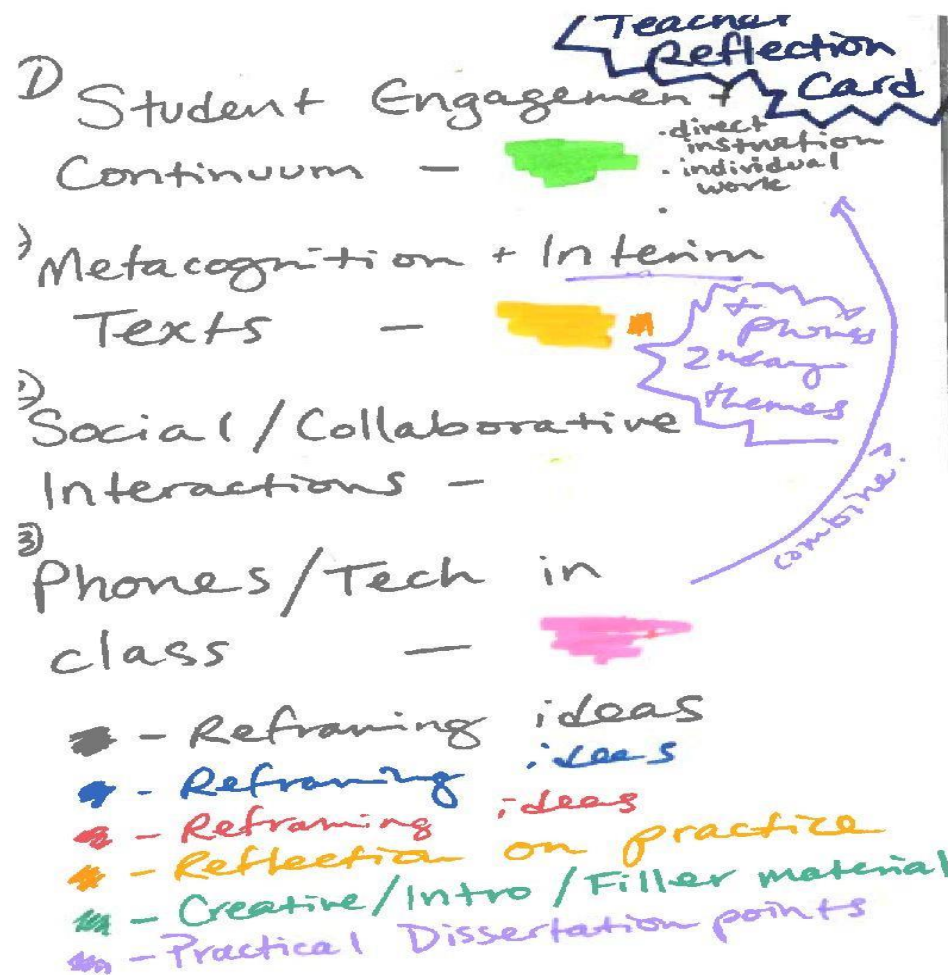 Teacher
Reflection
Card
1) Student Engagement
Continuum –
· direct
instruction
· individual
work
·
Metacognition + Interim
Texts –
+ phones
2ndary
themes
2) Social/Collaborative
Interactions –
combine?
3) Phones/Tech in
class –
– Reframing ideas
– Reframing ideas
– Reframing ideas
– Reflection on practice
– Creative/Intro/Filler material
– Practical Dissertation points